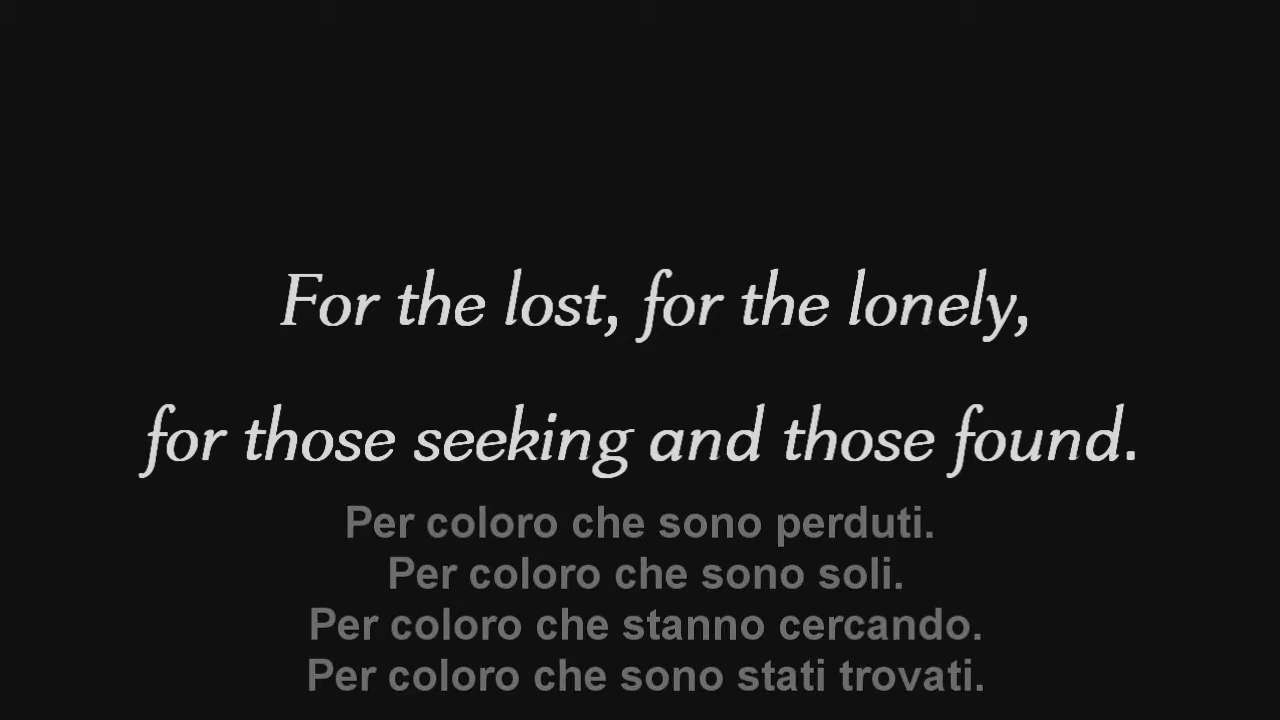 For the lost, for the lonely,
for those seeking and those found.
Per coloro che sono perduti.
Per coloro che sono soli.
Per coloro che stanno cercando.
Per coloro che sono stati trovati.